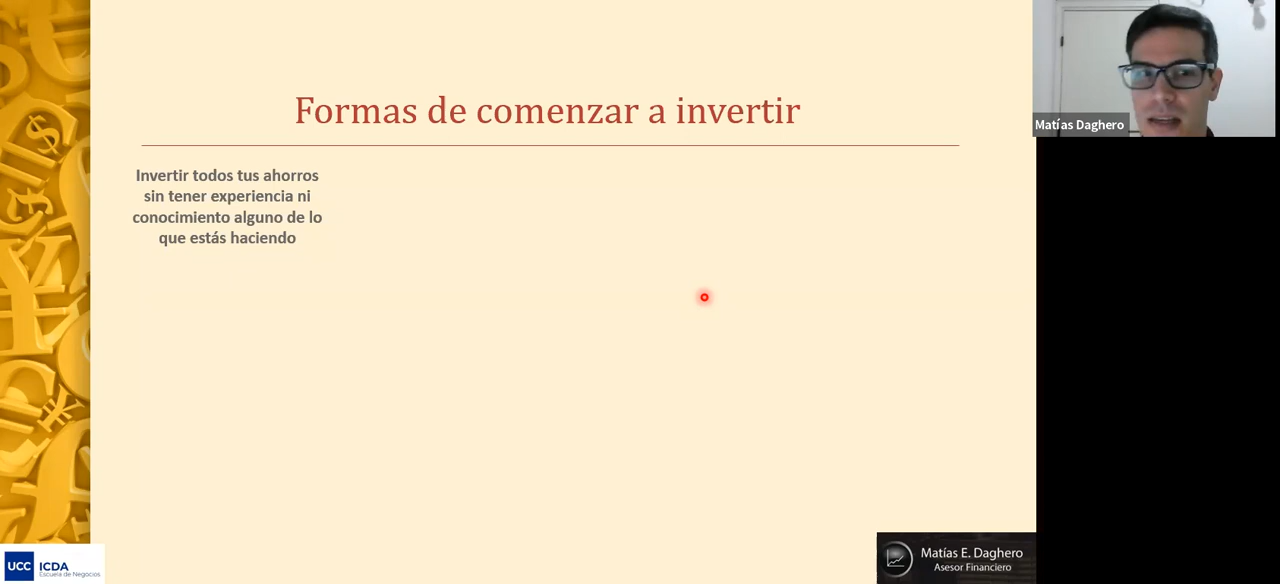 Formas de comenzar a invertir
Invertir todos tus ahorros
sin tener experiencia ni
conocimiento alguno de lo
que estás haciendo
Matías Daghero
UCC ICDA
Escuela de Negocios
Matías E. Daghero
Asesor Financiero